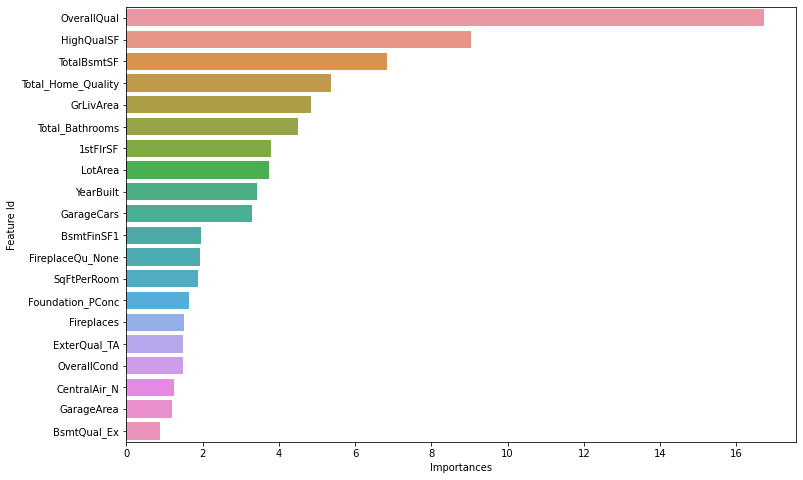 OverallQual
HighQualSF
TotalBsmtSF
Total_Home_Quality
GrLivArea
Total_Bathrooms
1stFlrSF
LotArea
YearBuilt
GarageCars
BsmtFinSF1
FireplaceQu_None
SqFtPerRoom
Foundation_PConc
Fireplaces
ExterQual_TA
OverallCond
CentralAir_N
GarageArea
BsmtQual_Ex
Feature Id
0 2 4 6 8 10 12 14 16
Importances